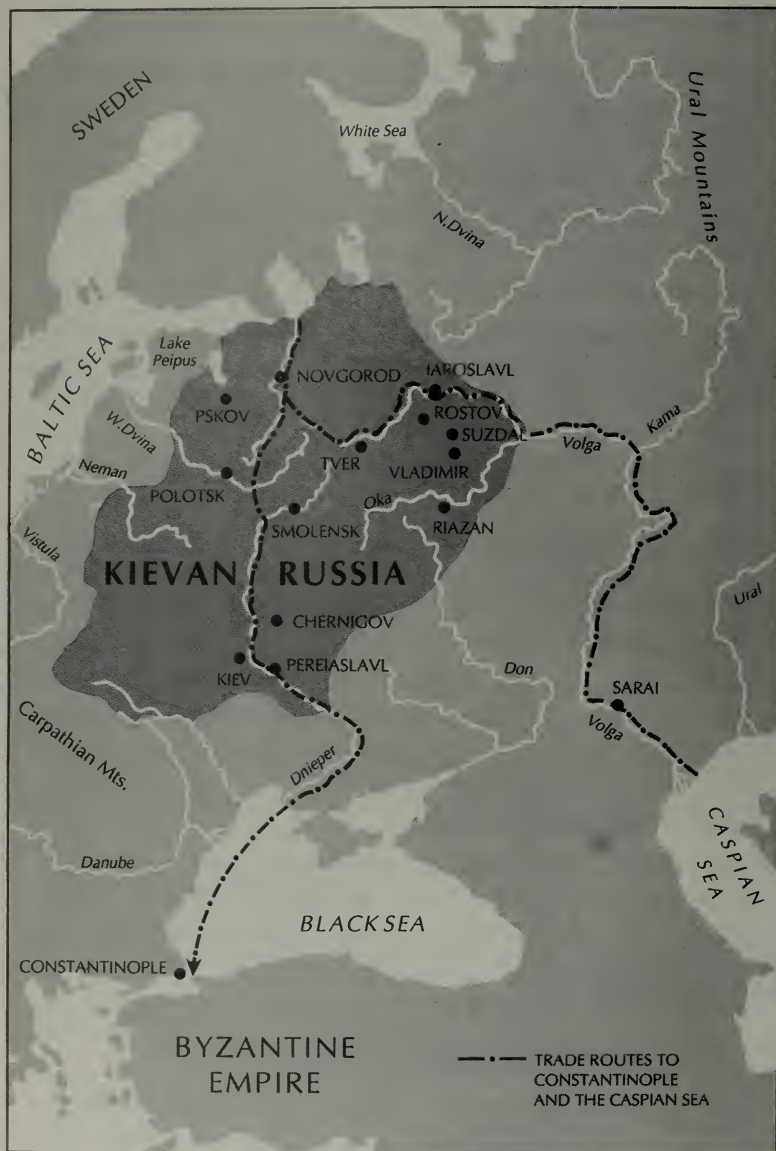 SWEDEN
White Sea
Ural Mountains
N.Dvina
BALTIC SEA
Lake
Peipus
NOVGOROD
IAROSLAVL
PSKOV
ROSTOV
SUZDAL
Volga
Kama
W.Dvina
TVER
VLADIMIR
Neman
POLOTSK
Oka
SMOLENSK
RIAZAN
Vistula
KIEVAN RUSSIA
Ural
CHERNIGOV
KIEV
PEREIASLAVL
Don
SARAI
Volga
Carpathian Mts.
Dnieper
CASPIAN
SEA
Danube
BLACK SEA
CONSTANTINOPLE
BYZANTINE
EMPIRE
TRADE ROUTES TO
CONSTANTINOPLE
AND THE CASPIAN SEA